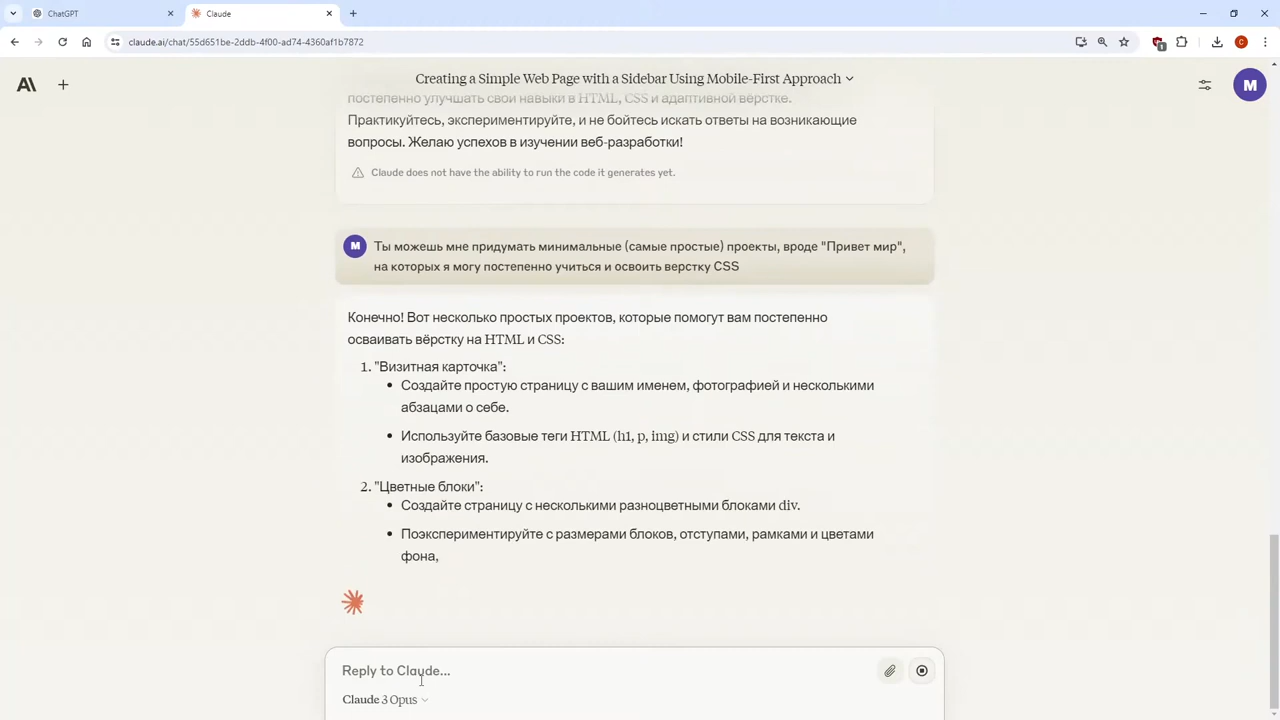 ChatGPT
Claude
claude.ai/chat/55d651be-2ddb-4f00-ad74-4360af1b7872
1
C
Creating a Simple Web Page with a Sidebar Using Mobile-First Approach
M
постепенно улучшать свои навыки в HTML, CSS и адаптивной вёрстке.
Практикуйтесь, экспериментируйте, и не бойтесь искать ответы на возникающие
вопросы. Желаю успехов в изучении веб-разработки!
Claude does not have the ability to run the code it generates yet.
M
Ты можешь мне придумать минимальные (самые простые) проекты, вроде "Привет мир",
на которых я могу постепенно учиться и освоить верстку CSS
Конечно! Вот несколько простых проектов, которые помогут вам постепенно
осваивать вёрстку на HTML и CSS:
1. "Визитная карточка":
• Создайте простую страницу с вашим именем, фотографией и несколькими
абзацами о себе.
• Используйте базовые теги HTML (h1, p, img) и стили CSS для текста и
изображения.
2. "Цветные блоки":
• Создайте страницу с несколькими разноцветными блоками div.
• Поэкспериментируйте с размерами блоков, отступами, рамками и цветами
фона,
Reply to Claude...
Claude 3 Opus